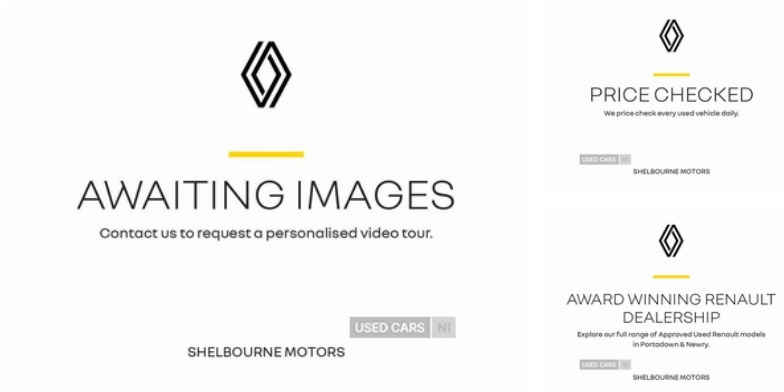 AWAITING IMAGES
Contact us to request a personalised video tour.
USED CARS NI
SHELBOURNE MOTORS
PRICE CHECKED
We price check every used vehicle daily.
USED CARS NI
SHELBOURNE MOTORS
AWARD WINNING RENAULT
DEALERSHIP
Explore our full range of Approved Used Renault models
in Portadown & Newry.
USED CARS NI
SHELBOURNE MOTORS